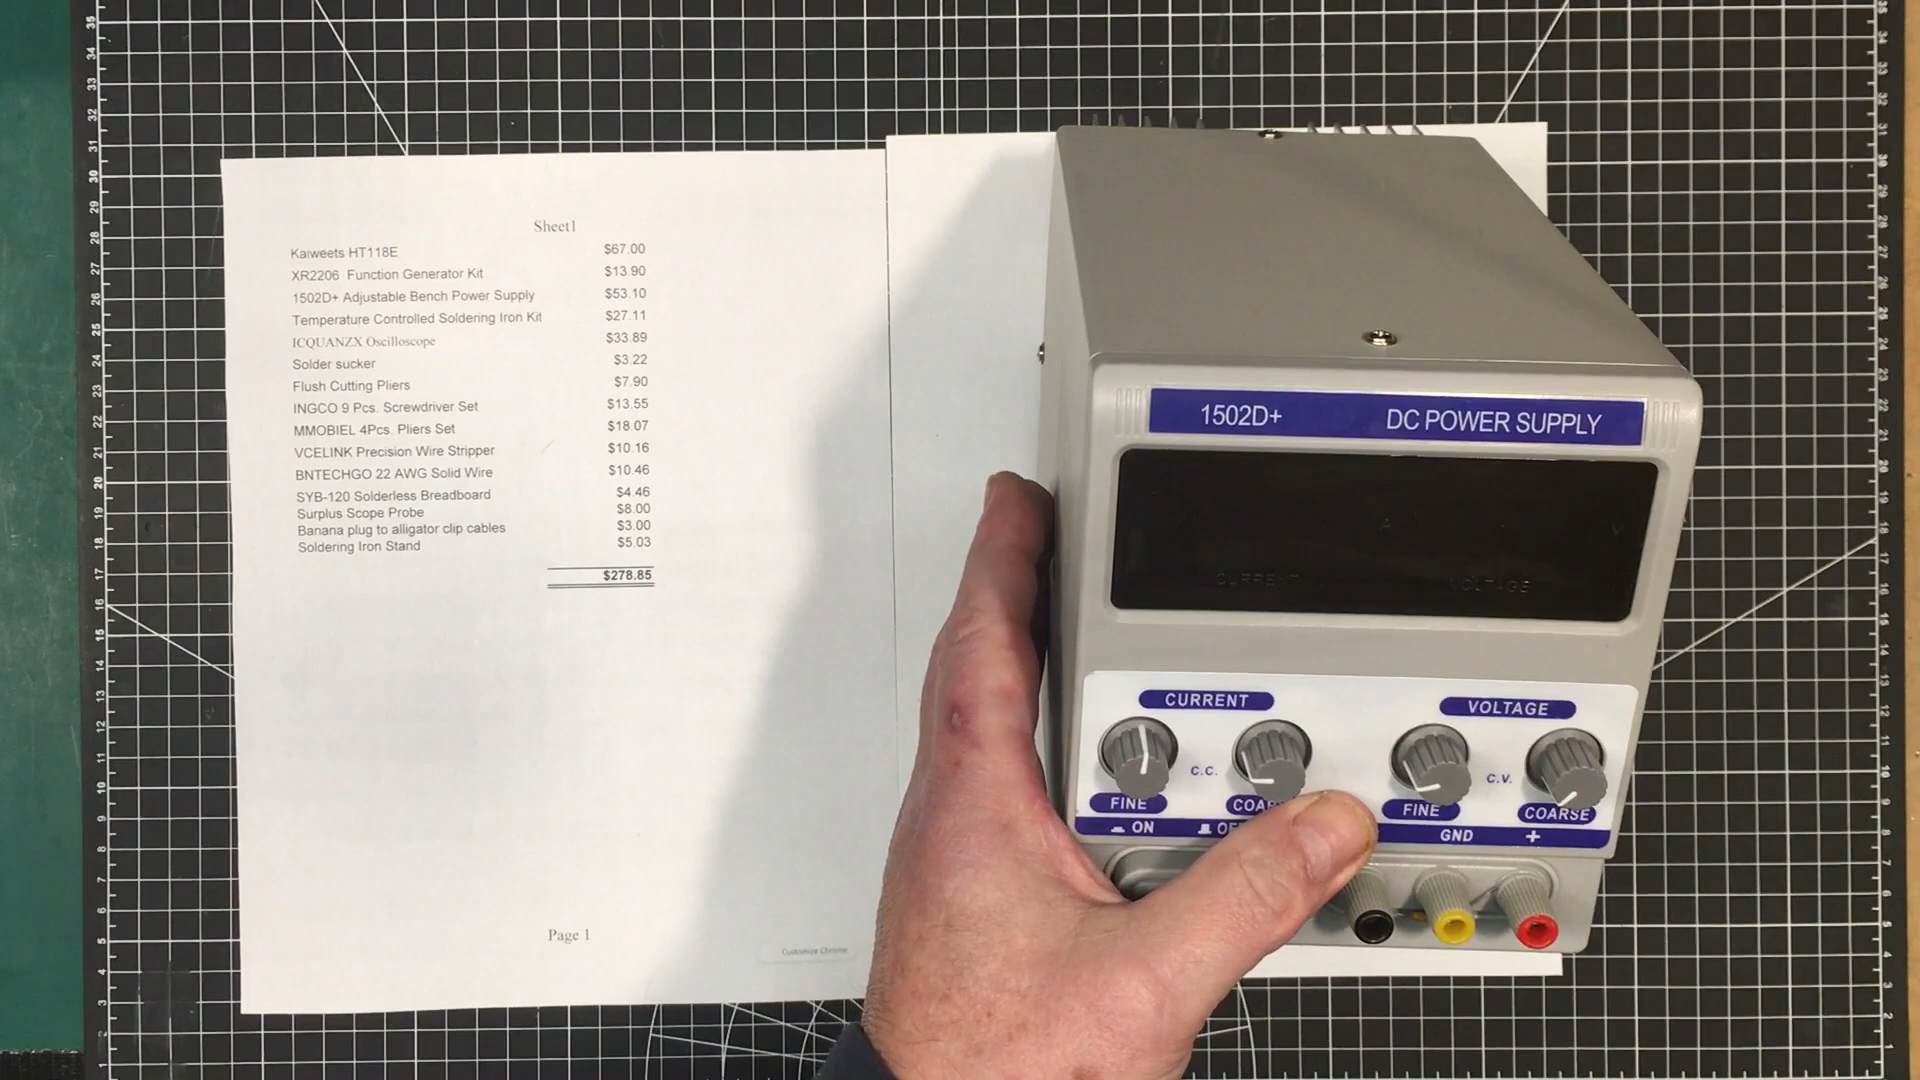 Sheet1
Kaiweets HT118E $67.00
XR2206 Function Generator Kit $13.90
1502D+ Adjustable Bench Power Supply $53.10
Temperature Controlled Soldering Iron Kit $27.11
ICQUANZX Oscilloscope $33.89
Solder sucker $3.22
Flush Cutting Pliers $7.90
INGCO 9 Pcs. Screwdriver Set $13.55
MMOBIEL 4Pcs. Pliers Set $18.07
VCELINK Precision Wire Stripper $10.16
BNTECHGO 22 AWG Solid Wire $10.46
SYB-120 Solderless Breadboard $4.46
Surplus Scope Probe $8.00
Banana plug to alligator clip cables $3.00
Soldering Iron Stand $5.03
$278.85
Page 1
Customize Chrome
1502D+ DC POWER SUPPLY
A V
CURRENT VOLTAGE
CURRENT VOLTAGE
C.C. C.V.
FINE FINE COARSE
ON GND +